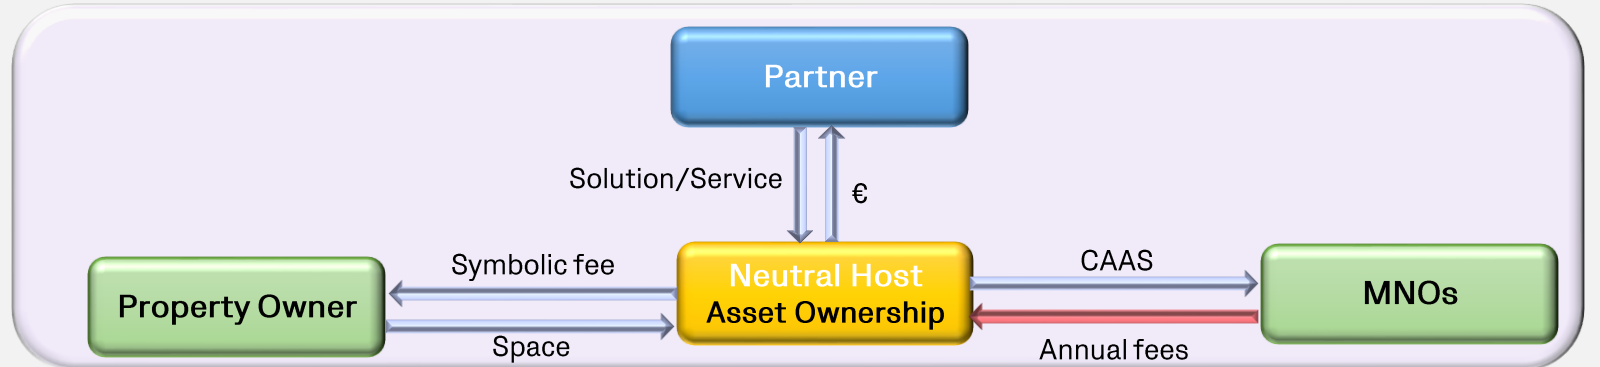 Partner
Solution/Service
€
Symbolic fee
Neutral Host
Asset Ownership
CAAS
Property Owner
MNOs
Space
Annual fees